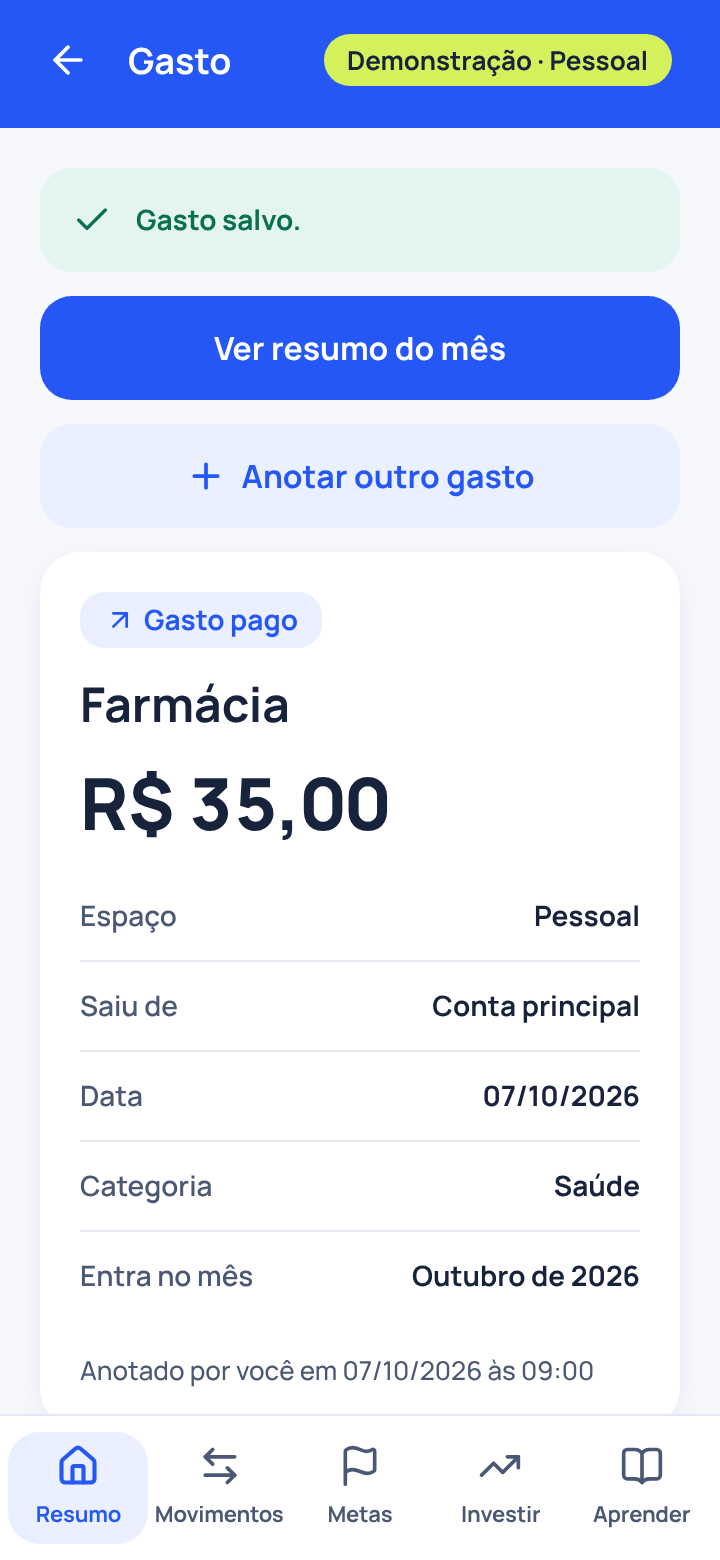 Gasto
Demonstração · Pessoal
Gasto salvo.
Ver resumo do mês
Anotar outro gasto
Gasto pago
Farmácia
R$ 35,00
Espaço Pessoal
Saiu de Conta principal
Data 07/10/2026
Categoria Saúde
Entra no mês Outubro de 2026
Anotado por você em 07/10/2026 às 09:00
Resumo Movimentos Metas Investir Aprender